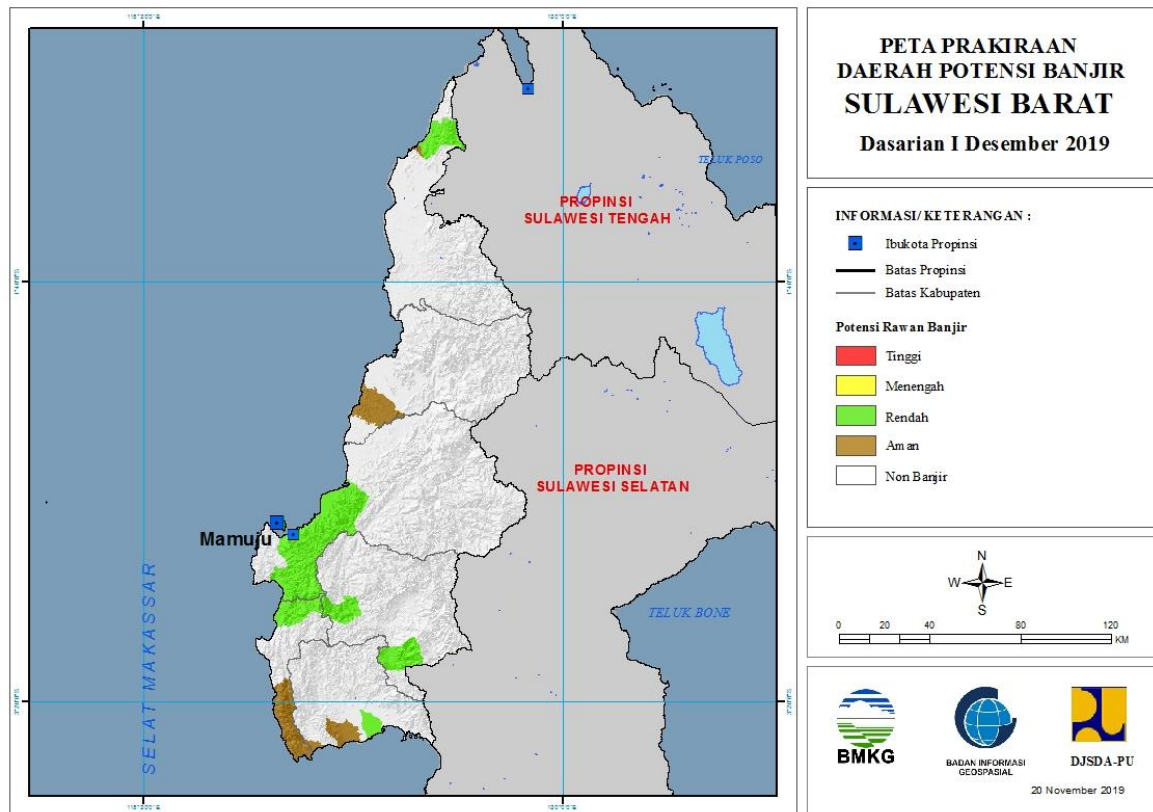 PETA PRAKIRAAN
DAERAH POTENSI BANJIR
SULAWESI BARAT
Dasarian I Desember 2019
TELUK POSO
PROPINSI
SULAWESI TENGAH
PROPINSI
SULAWESI SELATAN
Mamuju
SELAT MAKASSAR
TELUK BONE
INFORMASI/ KETERANGAN :
Ibukota Propinsi
Batas Propinsi
Batas Kabupaten
Potensi Rawan Banjir
Tinggi
Menengah
Rendah
Aman
Non Banjir
N
W E
S
0 20 40 80 120
KM
BMKG
BADAN INFORMASI
GEOSPASIAL
DJSDA-PU
20 November 2019